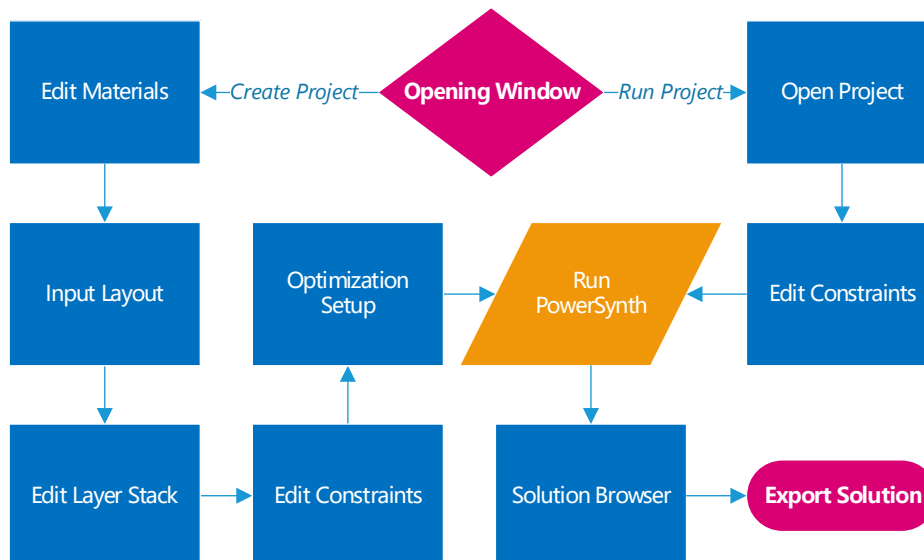 Edit Materials
Create Project
Opening Window
Run Project
Open Project
Input Layout
Optimization
Setup
Run
PowerSynth
Edit Constraints
Edit Layer Stack
Edit Constraints
Solution Browser
Export Solution